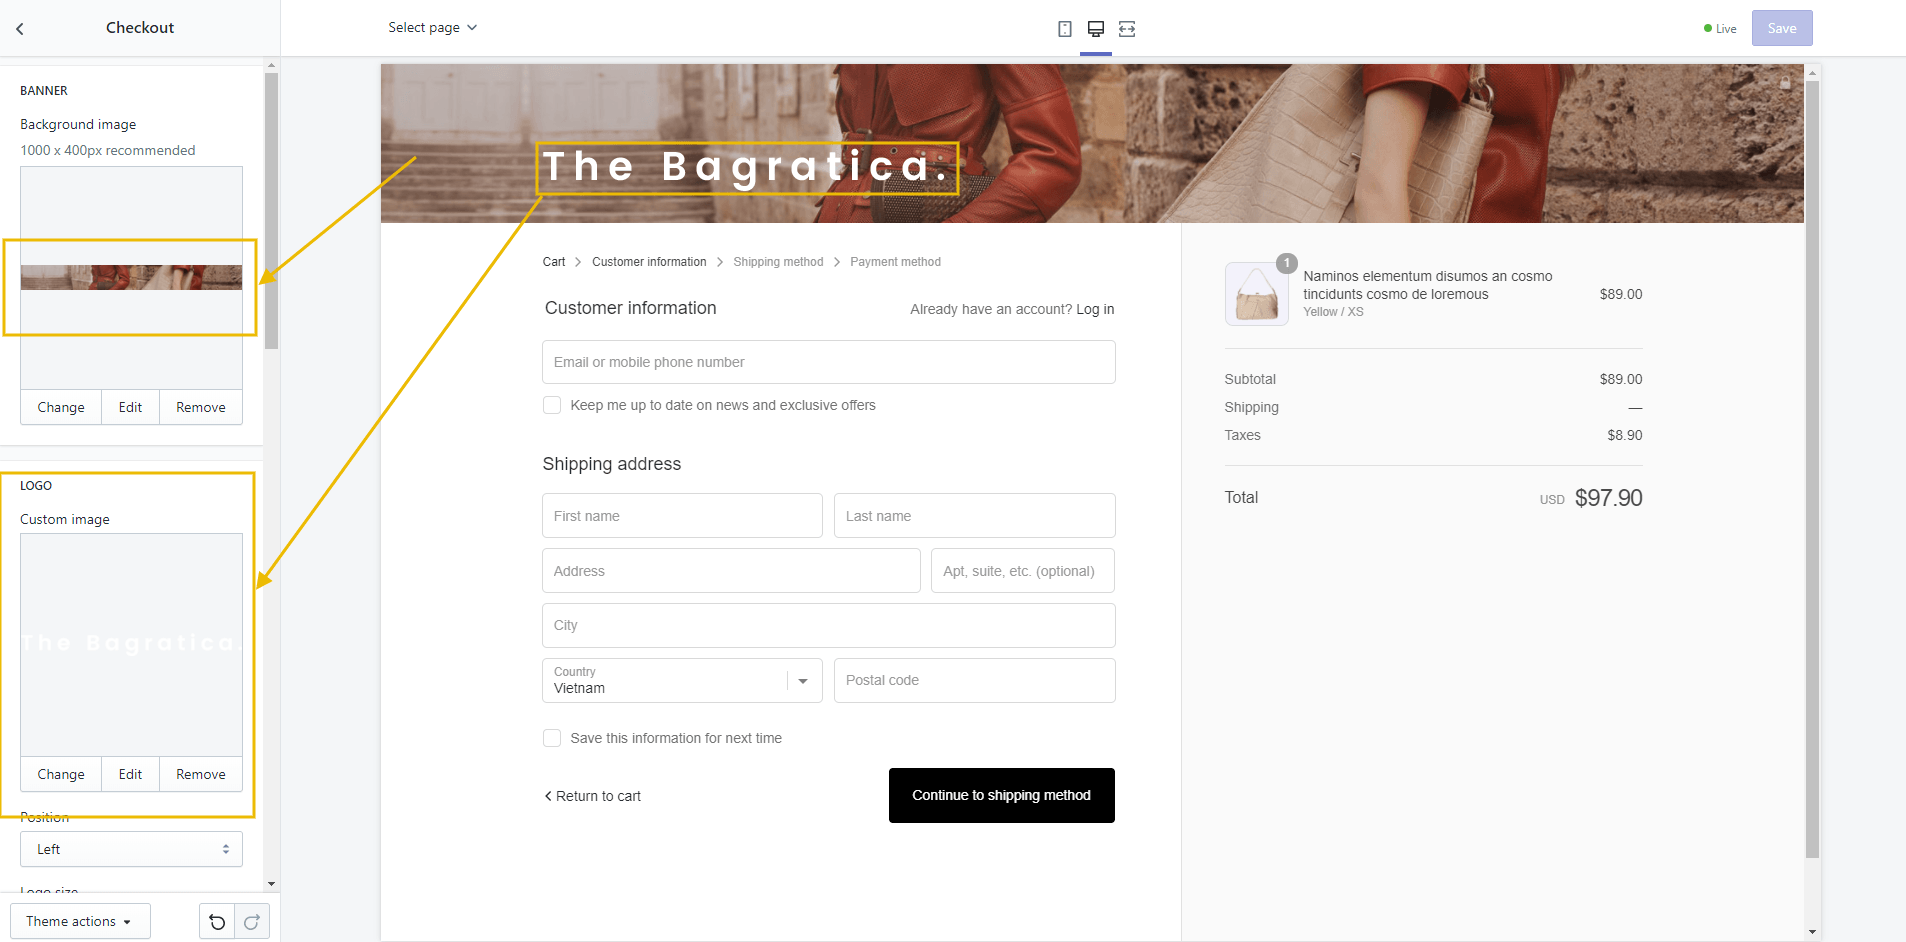 Checkout
Select page
Live
Save
BANNER
Background image
1000 x 400px recommended
Change
Edit
Remove
LOGO
Custom image
The Bagratica.
Change
Edit
Remove
Position
Left
Logo size
Theme actions
The Bagratica.
Cart
Customer information
Shipping method
Payment method
Customer information
Already have an account? Log in
Email or mobile phone number
Keep me up to date on news and exclusive offers
Shipping address
First name
Last name
Address
Apt, suite, etc. (optional)
City
Country
Vietnam
Postal code
Save this information for next time
Return to cart
Continue to shipping method
1
Naminos elementum disumos an cosmo
tincidunts cosmo de loremous
Yellow / XS
$89.00
Subtotal
$89.00
Shipping
—
Taxes
$8.90
Total
USD $97.90